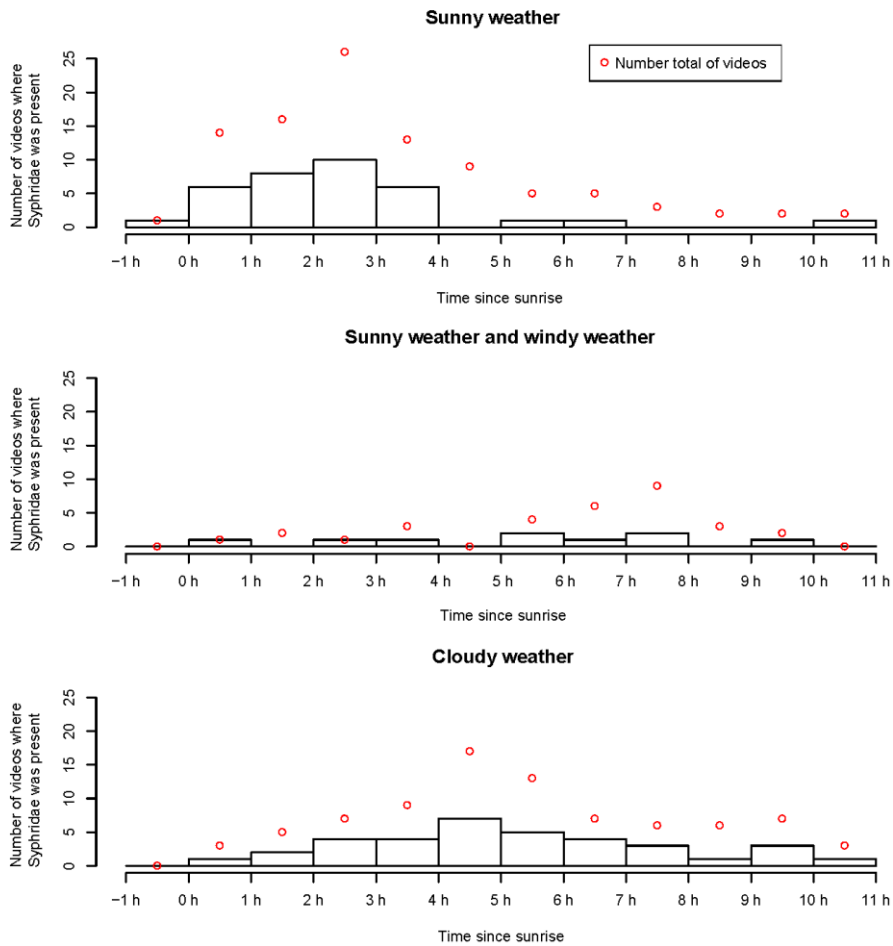 Sunny weather
Number of videos where
Syphridae was present
0 5 10 15 20 25
Number total of videos
−1 h 0 h 1 h 2 h 3 h 4 h 5 h 6 h 7 h 8 h 9 h 10 h 11 h
Time since sunrise
Sunny weather and windy weather
Number of videos where
Syphridae was present
0 5 10 15 20 25
−1 h 0 h 1 h 2 h 3 h 4 h 5 h 6 h 7 h 8 h 9 h 10 h 11 h
Time since sunrise
Cloudy weather
Number of videos where
Syphridae was present
0 5 10 15 20 25
−1 h 0 h 1 h 2 h 3 h 4 h 5 h 6 h 7 h 8 h 9 h 10 h 11 h
Time since sunrise